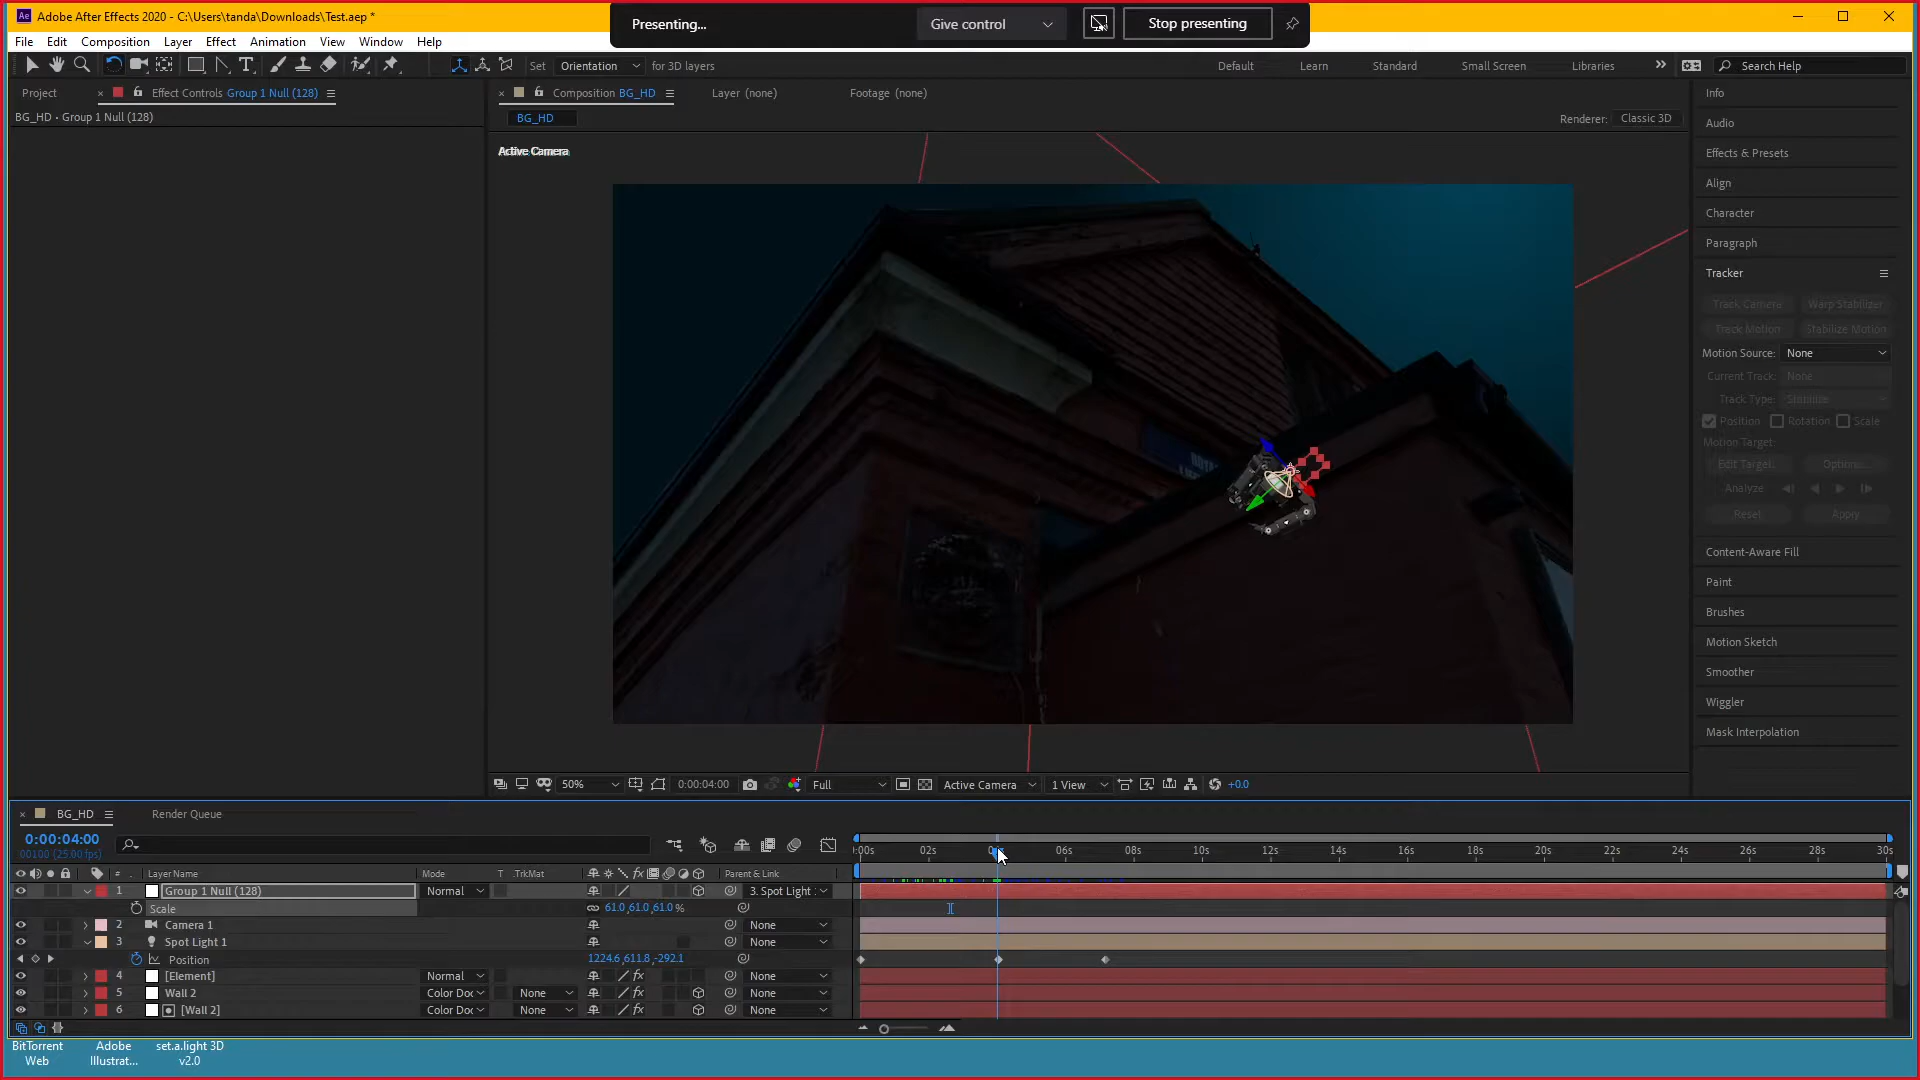 Adobe After Effects 2020 - C:\Users\tanda\Downloads\Test.aep *
Presenting...
Give control
Stop presenting
File Edit Composition Layer Effect Animation View Window Help
Set Orientation for 3D layers
Default Learn Standard Small Screen Libraries
Search Help
Project
Effect Controls Group 1 Null (128)
Composition BG_HD
Layer (none)
Footage (none)
BG_HD • Group 1 Null (128)
BG_HD
Renderer: Classic 3D
Active Camera
Info
Audio
Effects & Presets
Align
Character
Paragraph
Tracker
Track Camera Warp Stabilizer
Track Motion Stabilize Motion
Motion Source: None
Current Track: None
Track Type: Stabilize
Position Rotation Scale
Motion Target:
Edit Target... Options...
Analyze
Reset Apply
Content-Aware Fill
Paint
Brushes
Motion Sketch
Smoother
Wiggler
Mask Interpolation
50% 0:00:04:00 Full Active Camera 1 View +0.0
BG_HD
Render Queue
0:00:04:00
00100 (25.00 fps)
:00s 02s 06s 08s 10s 12s 14s 16s 18s 20s 22s 24s 26s 28s 30s
# Layer Name Mode T .TrkMat Parent & Link
1 Group 1 Null (128) Normal 3. Spot Light
Scale 61.0,61.0,61.0 %
2 Camera 1 None
3 Spot Light 1 None
Position 1224.6,611.8,-292.1
4 [Element] Normal None
5 Wall 2 Color Doc None None
6 [Wall 2] Color Doc None None
BitTorrent Web
Adobe Illustrat...
set.a.light 3D v2.0